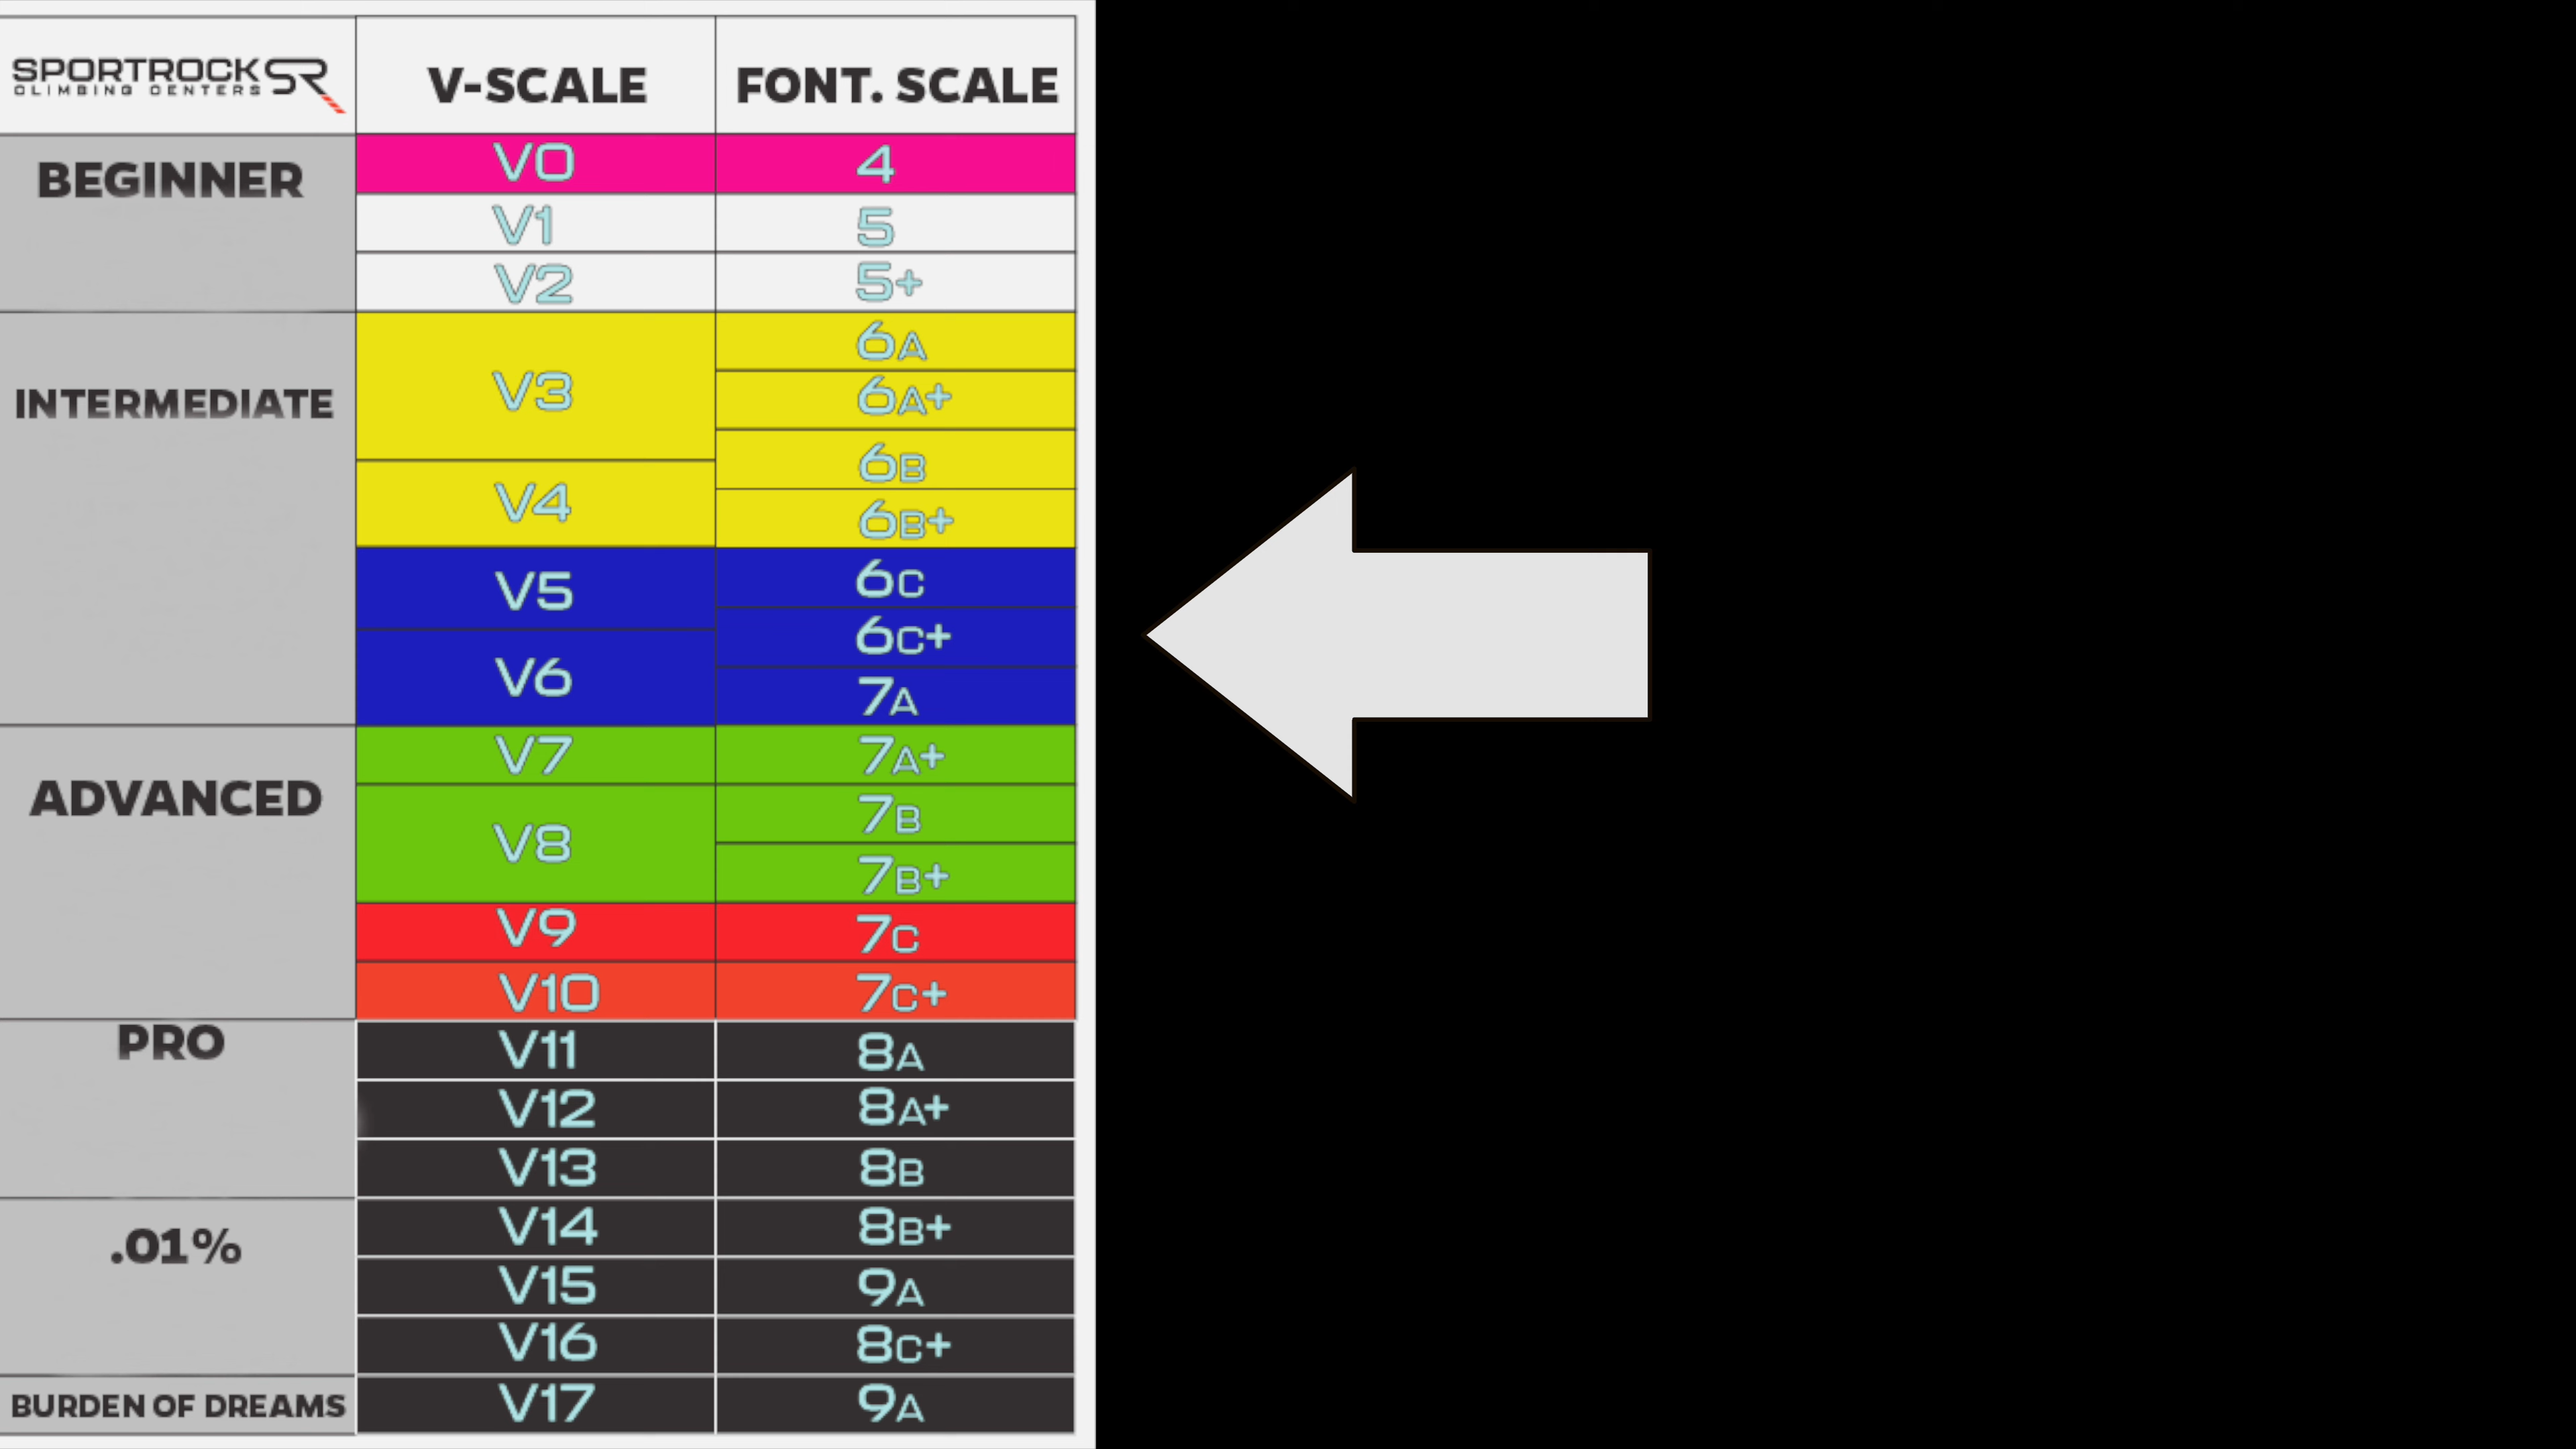 SPORTROCK SR V-SCALE FONT. SCALE
CLIMBING CENTERS
BEGINNER V0 4
V1 5
V2 5+
INTERMEDIATE V3 6A
6A+
V4 6B
6B+
V5 6C
6C+
V6 7A
ADVANCED V7 7A+
V8 7B
7B+
V9 7C
V10 7C+
PRO V11 8A
V12 8A+
V13 8B
.01% V14 8B+
V15 9A
V16 8C+
BURDEN OF DREAMS V17 9A